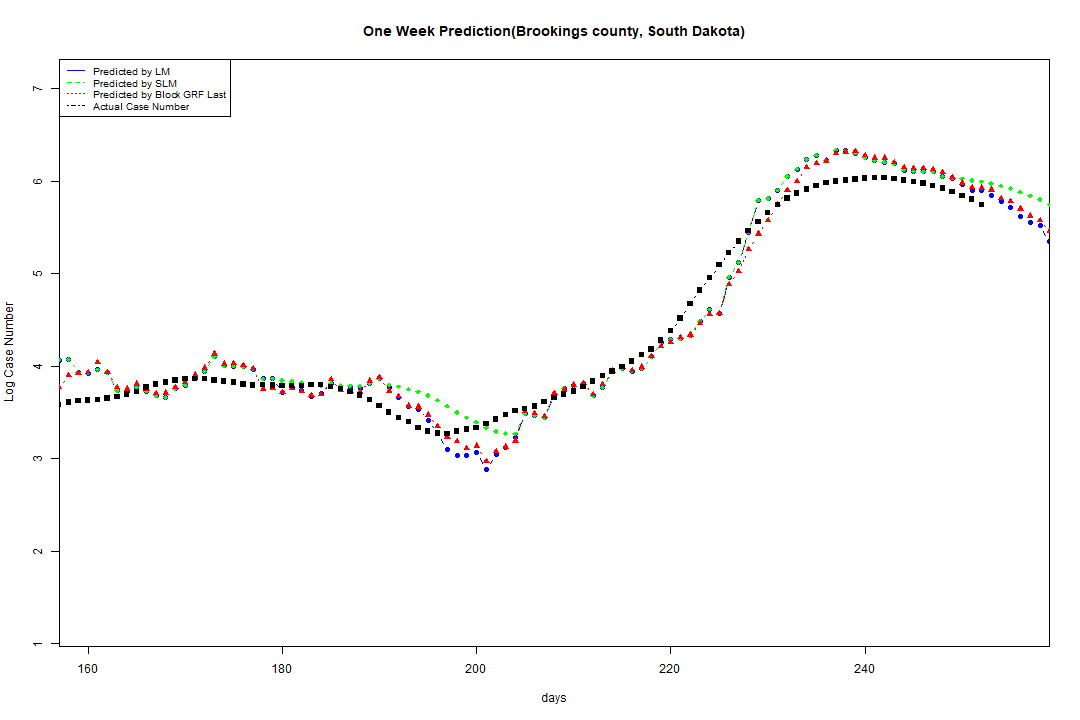 One Week Prediction(Brookings county, South Dakota)
Predicted by LM
Predicted by SLM
Predicted by Block GRF Last
Actual Case Number
7
6
5
4
3
2
1
Log Case Number
160 180 200 220 240
days